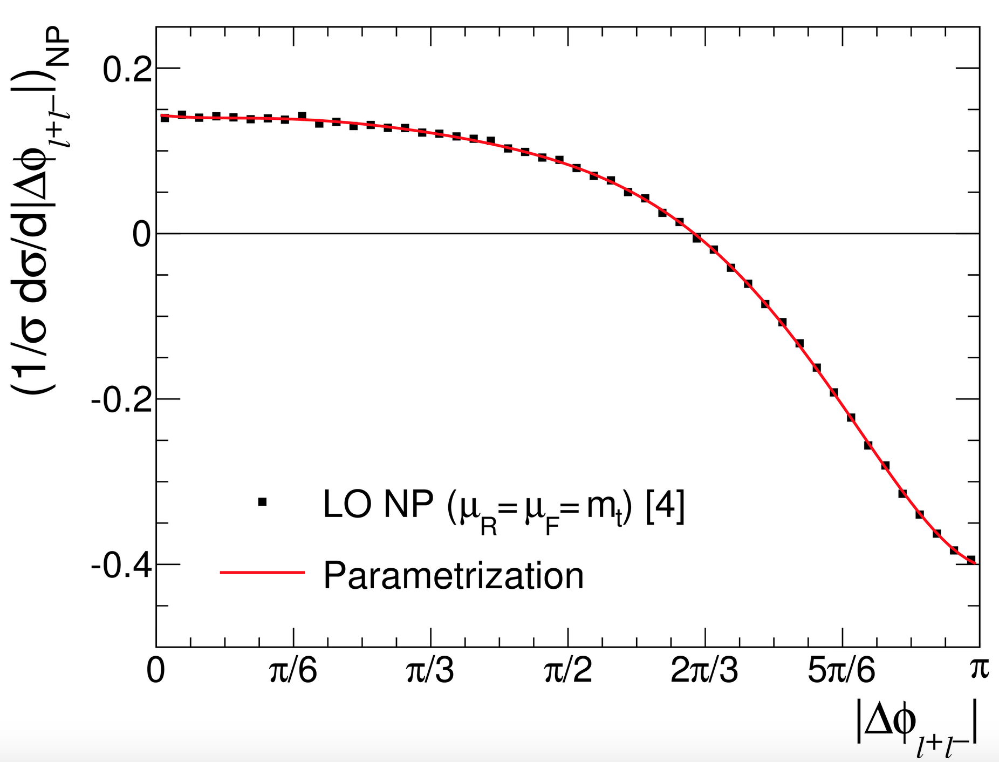 (1/σ dσ/d|Δϕ_{l+l−}|)_{NP}
0.2
0
-0.2
-0.4
LO NP (μ_R=μ_F=m_t) [4]
Parametrization
0 π/6 π/3 π/2 2π/3 5π/6 π
|Δϕ_{l+l−}|